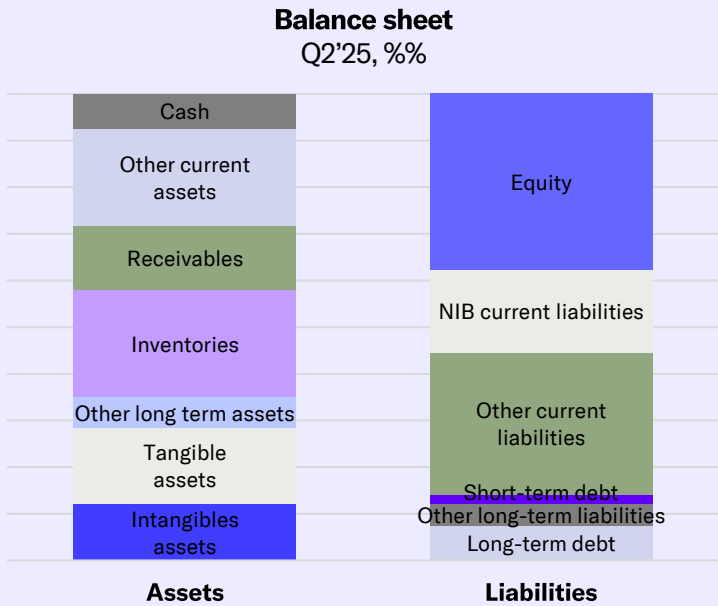 Balance sheet
Q2’25, %%
Cash
Other current
assets
Receivables
Inventories
Other long term assets
Tangible
assets
Intangibles
assets
Equity
NIB current liabilities
Other current
liabilities
Short-term debt
Other long-term liabilities
Long-term debt
Assets
Liabilities